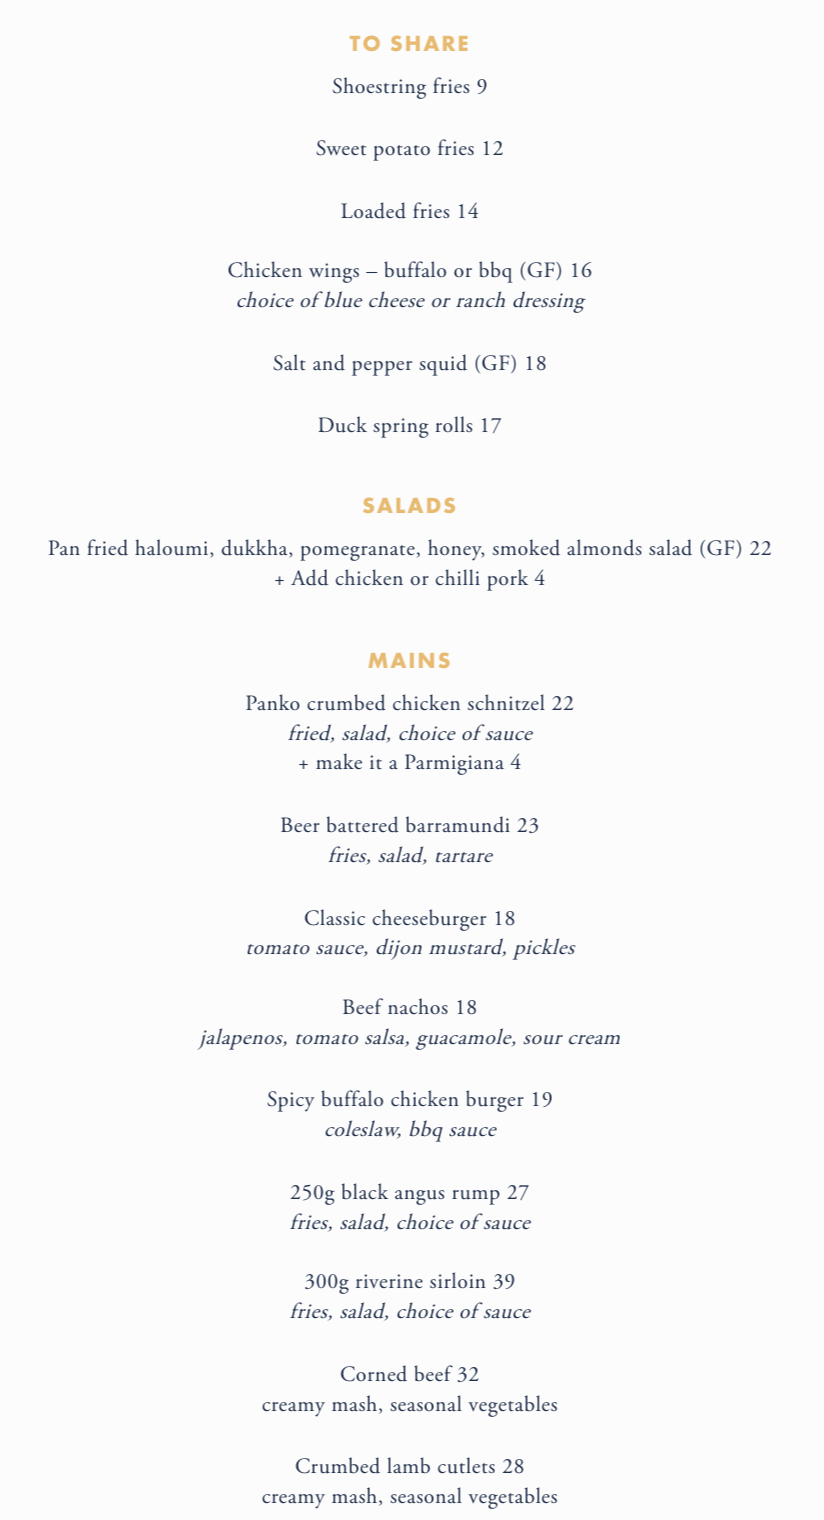 TO SHARE
Shoestring fries 9
Sweet potato fries 12
Loaded fries 14
Chicken wings – buffalo or bbq (GF) 16
choice of blue cheese or ranch dressing
Salt and pepper squid (GF) 18
Duck spring rolls 17
SALADS
Pan fried haloumi, dukkha, pomegranate, honey, smoked almonds salad (GF) 22
+ Add chicken or chilli pork 4
MAINS
Panko crumbed chicken schnitzel 22
fried, salad, choice of sauce
+ make it a Parmigiana 4
Beer battered barramundi 23
fries, salad, tartare
Classic cheeseburger 18
tomato sauce, dijon mustard, pickles
Beef nachos 18
jalapenos, tomato salsa, guacamole, sour cream
Spicy buffalo chicken burger 19
coleslaw, bbq sauce
250g black angus rump 27
fries, salad, choice of sauce
300g riverine sirloin 39
fries, salad, choice of sauce
Corned beef 32
creamy mash, seasonal vegetables
Crumbed lamb cutlets 28
creamy mash, seasonal vegetables